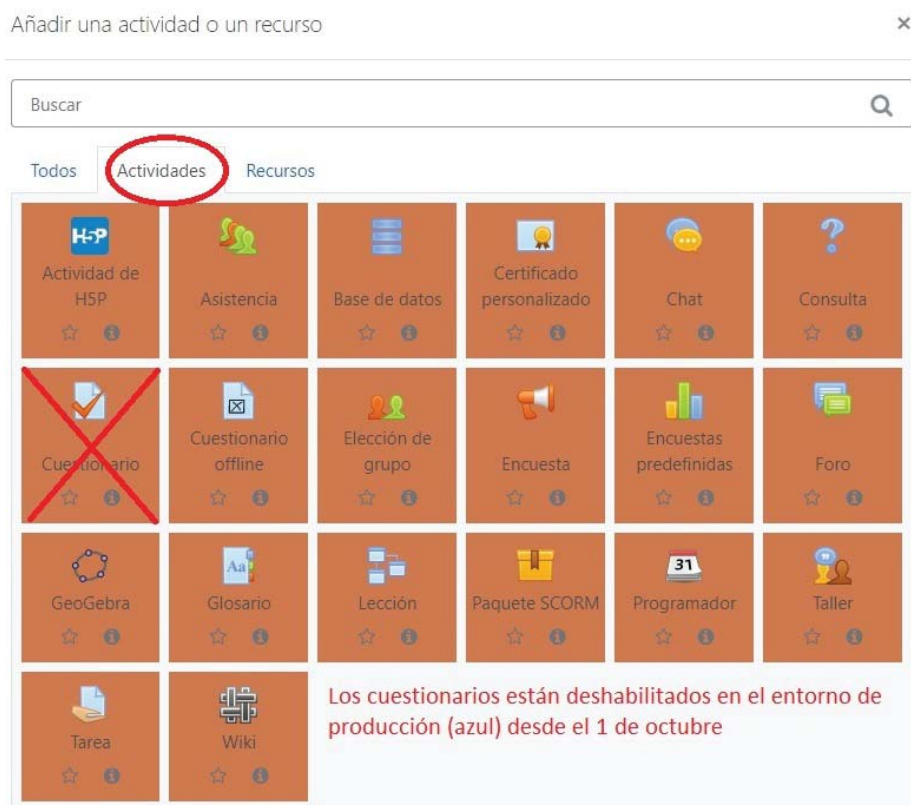 Añadir una actividad o un recurso
×
Buscar
Todos Actividades Recursos
H5P
Actividad de
H5P
Asistencia
Base de datos
Certificado
personalizado
Chat
Consulta
Cuestionario
Cuestionario
offline
Elección de
grupo
Encuesta
Encuestas
predefinidas
Foro
GeoGebra
Aa
Glosario
Lección
Paquete SCORM
31
Programador
Taller
Tarea
Wiki
Los cuestionarios están deshabilitados en el entorno de
producción (azul) desde el 1 de octubre